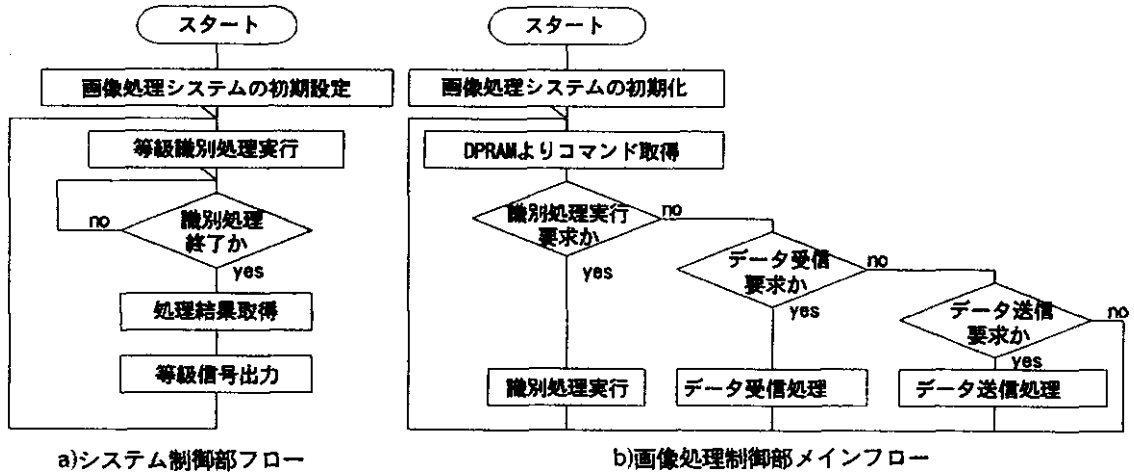 スタート
画像処理システムの初期設定
等級識別処理実行
no
識別処理
終了か
yes
処理結果取得
等級信号出力
a)システム制御部フロー
スタート
画像処理システムの初期化
DPRAMよりコマンド取得
識別処理実行
要求か
no
yes
データ受信
要求か
no
yes
データ送信
要求か
no
yes
識別処理実行
データ受信処理
データ送信処理
b)画像処理制御部メインフロー